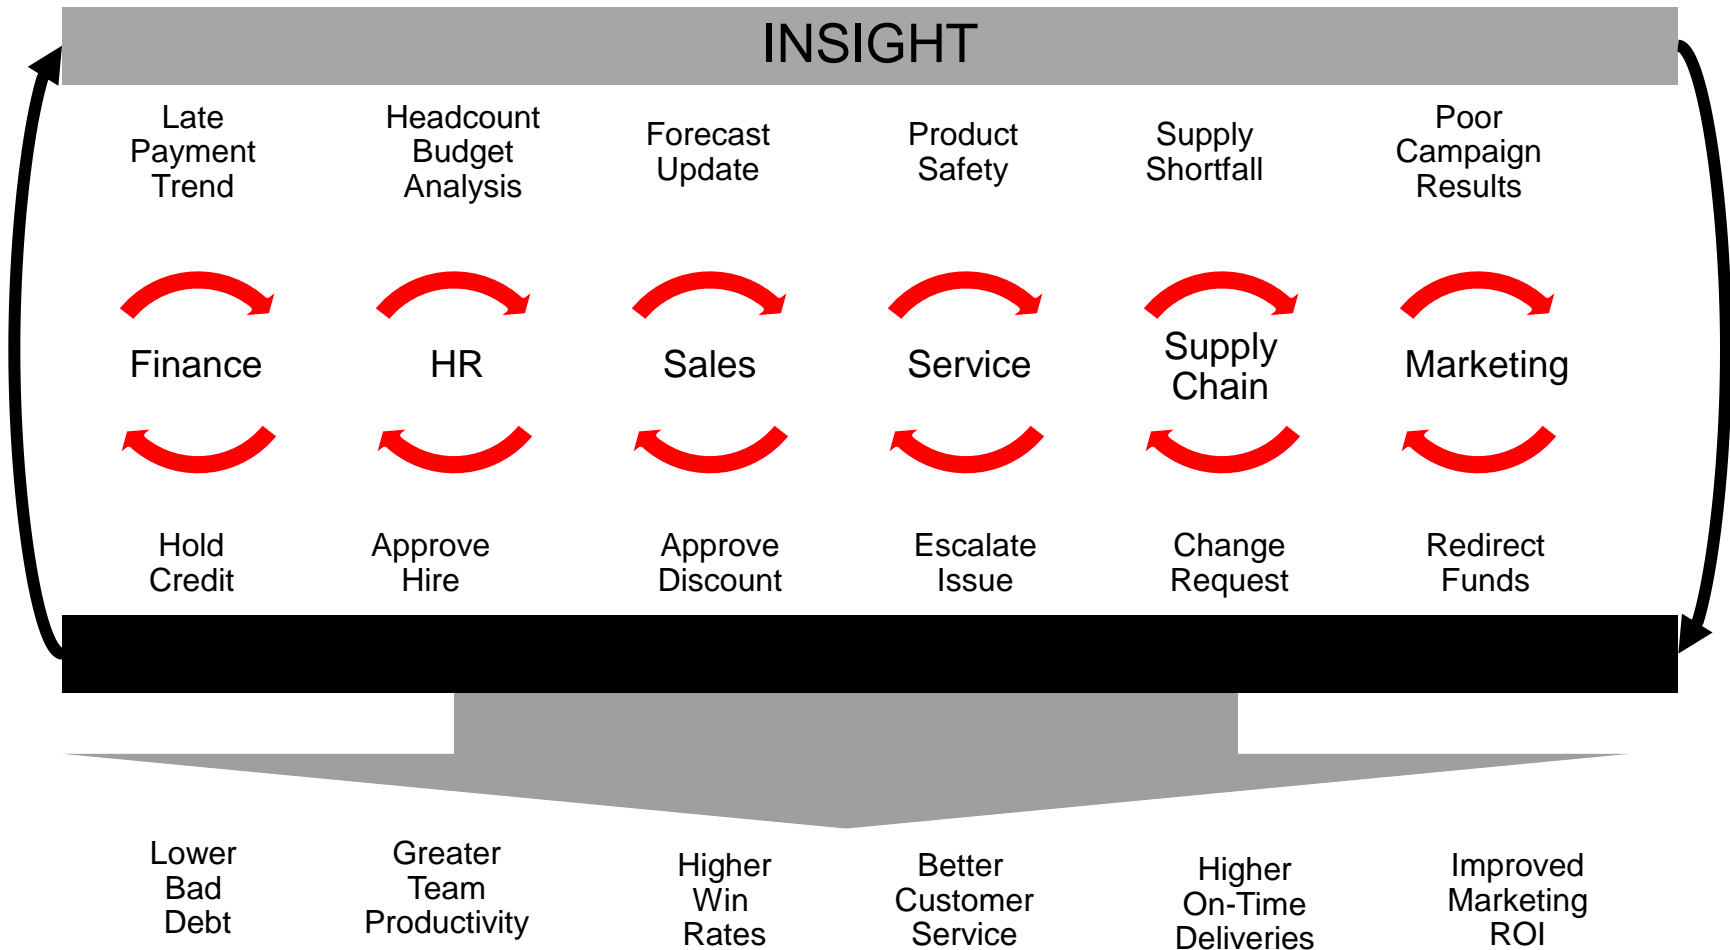 INSIGHT
Late
Payment
Trend
Headcount
Budget
Analysis
Forecast
Update
Product
Safety
Supply
Shortfall
Poor
Campaign
Results
Finance
HR
Sales
Service
Supply
Chain
Marketing
Hold
Credit
Approve
Hire
Approve
Discount
Escalate
Issue
Change
Request
Redirect
Funds
Lower
Bad
Debt
Greater
Team
Productivity
Higher
Win
Rates
Better
Customer
Service
Higher
On-Time
Deliveries
Improved
Marketing
ROI